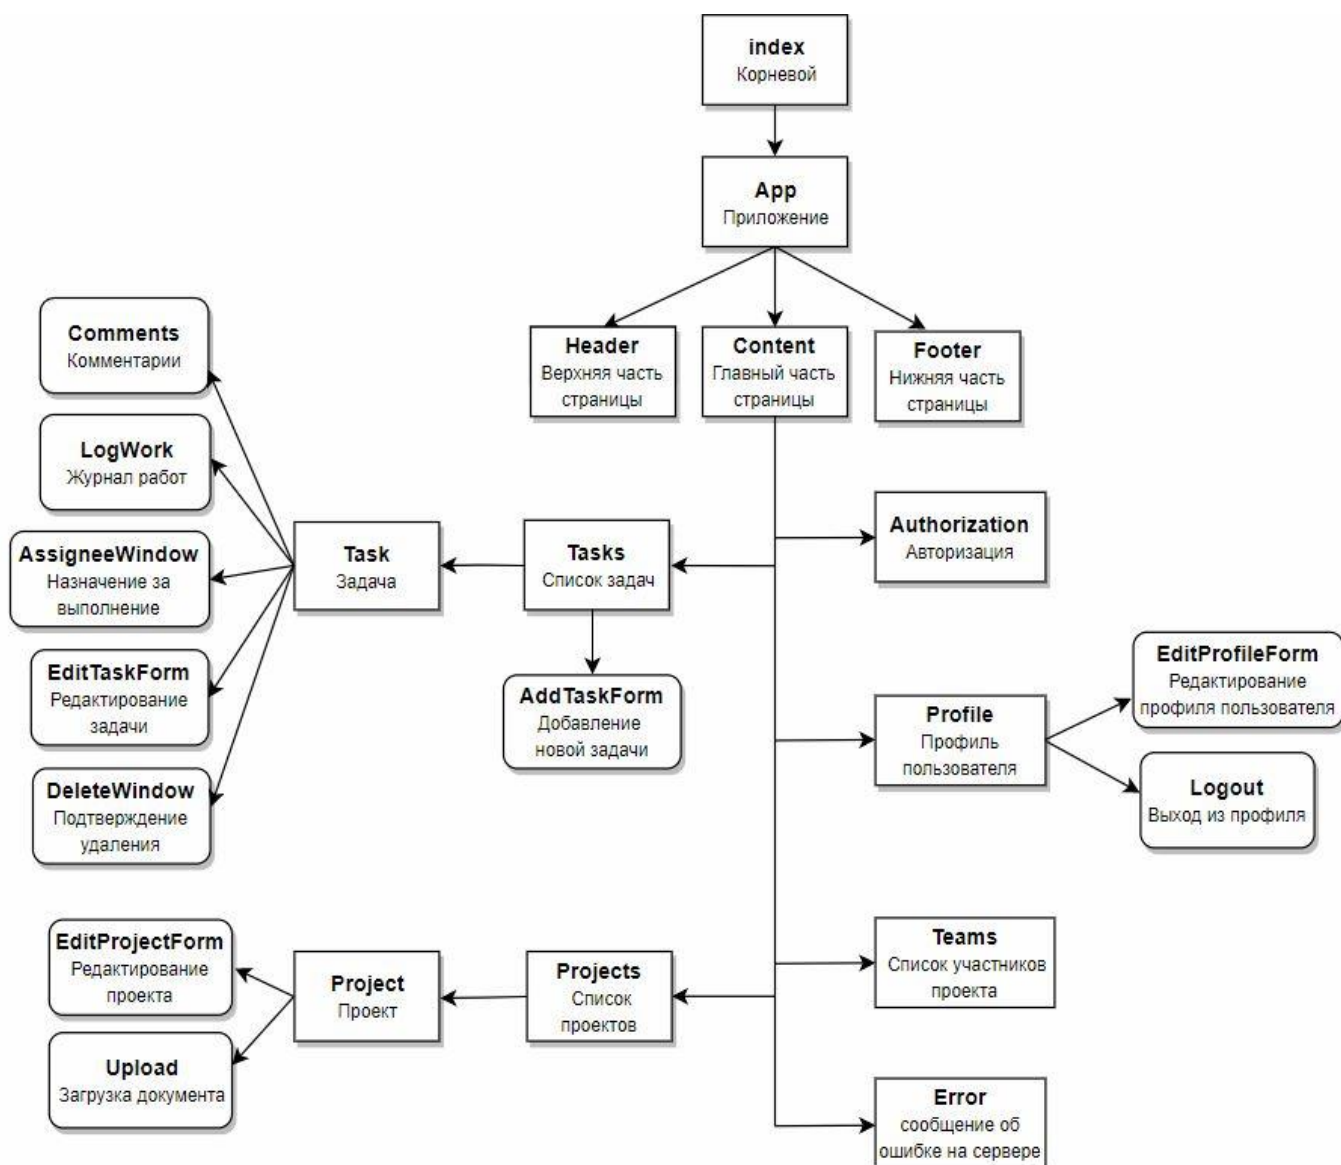 index
Корневой
App
Приложение
Header
Верхняя часть
страницы
Content
Главный часть
страницы
Footer
Нижняя часть
страницы
Comments
Комментарии
LogWork
Журнал работ
AssigneeWindow
Назначение за
выполнение
EditTaskForm
Редактирование
задачи
DeleteWindow
Подтверждение
удаления
Task
Задача
Tasks
Список задач
AddTaskForm
Добавление
новой задачи
Authorization
Авторизация
Profile
Профиль
пользователя
EditProfileForm
Редактирование
профиля пользователя
Logout
Выход из профиля
EditProjectForm
Редактирование
проекта
Upload
Загрузка документа
Project
Проект
Projects
Список
проектов
Teams
Список участников
проекта
Error
сообщение об
ошибке на сервере